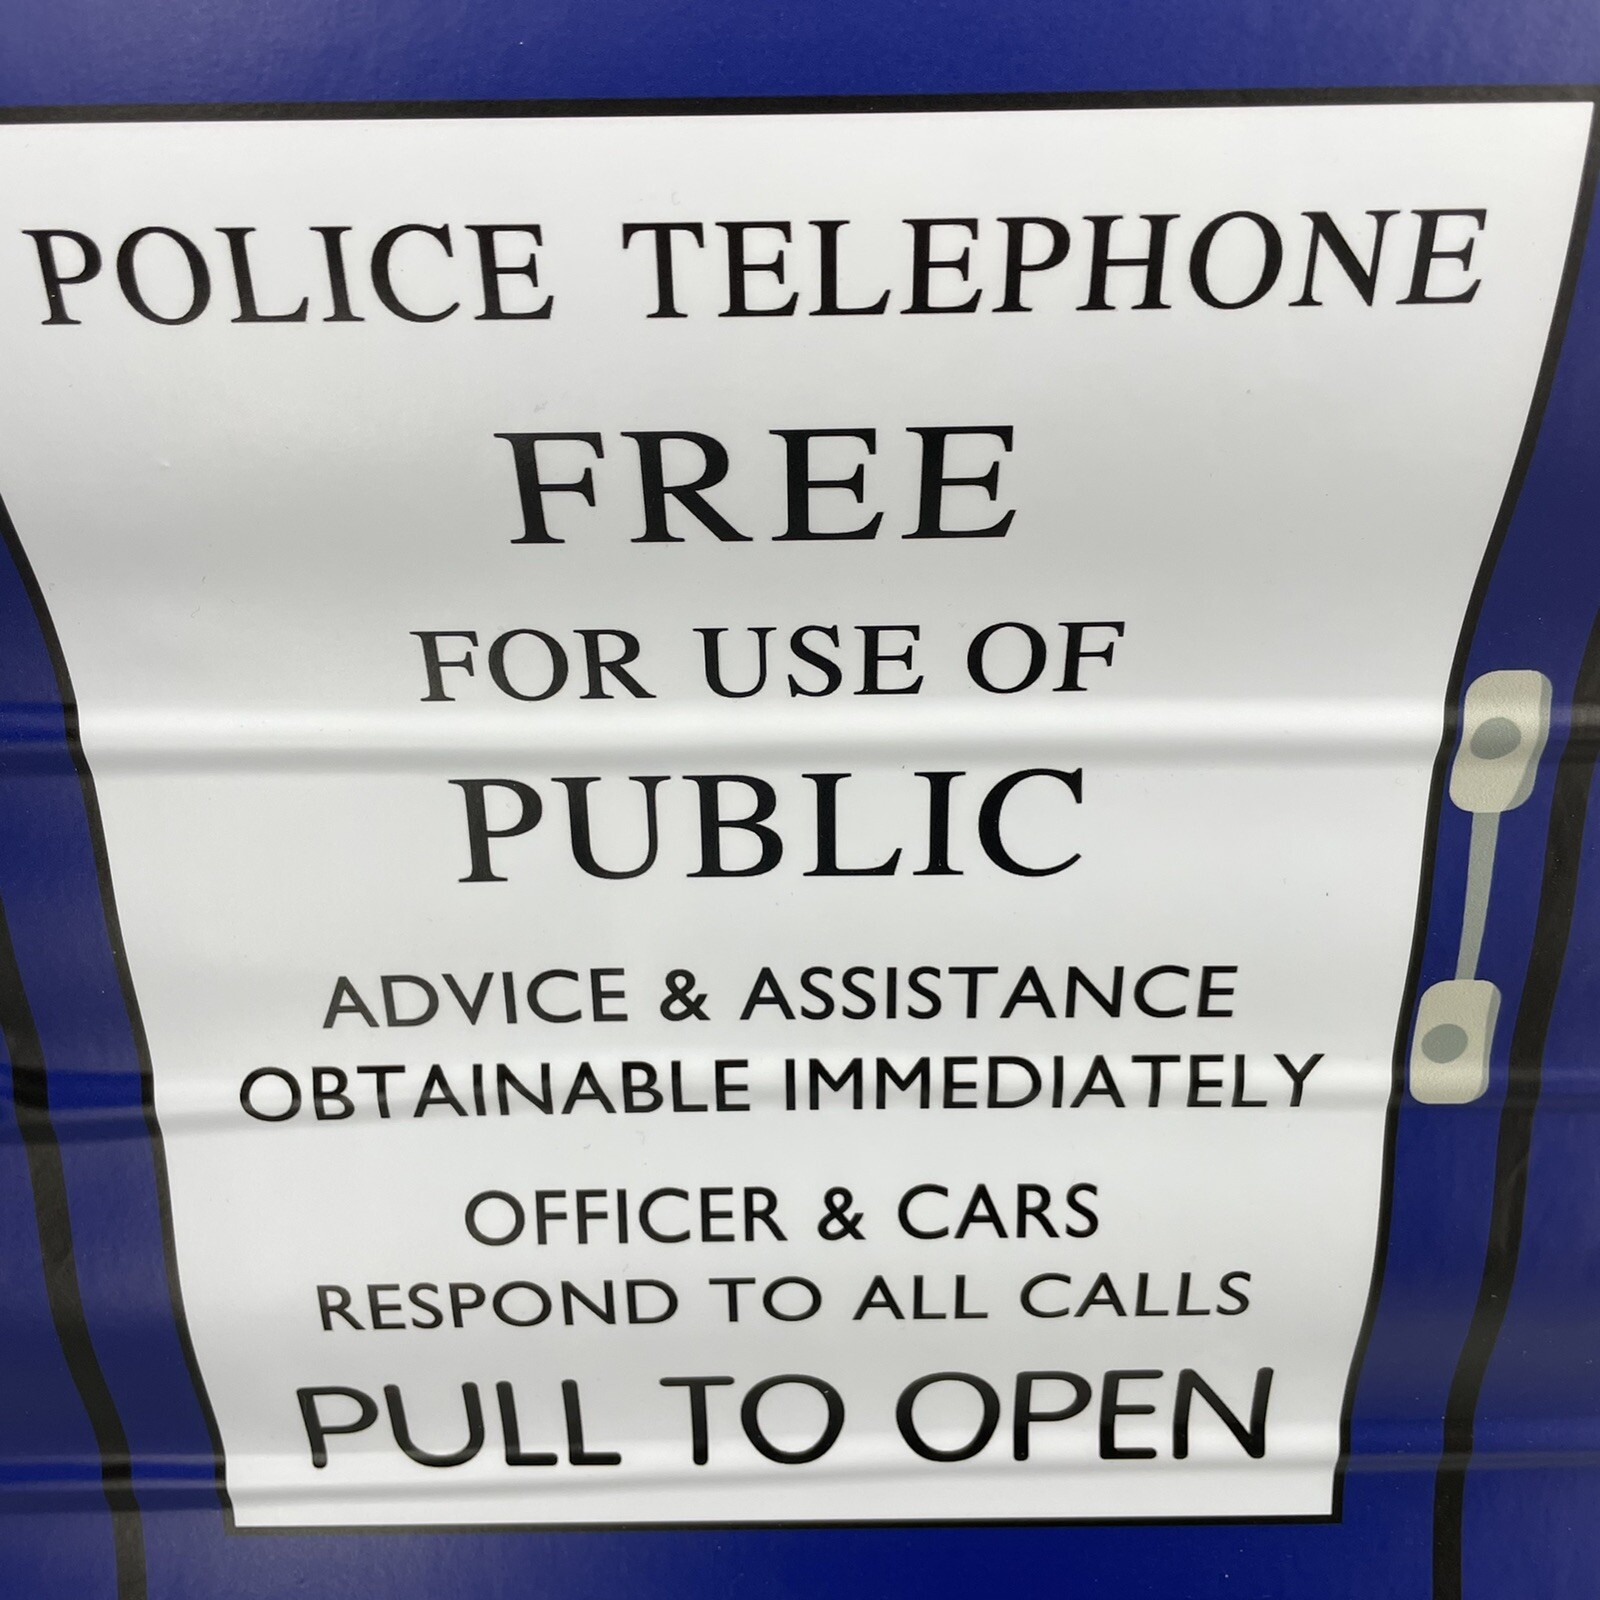 POLICE TELEPHONE
FREE
FOR USE OF
PUBLIC
ADVICE & ASSISTANCE
OBTAINABLE IMMEDIATELY
OFFICER & CARS
RESPOND TO ALL CALLS
PULL TO OPEN